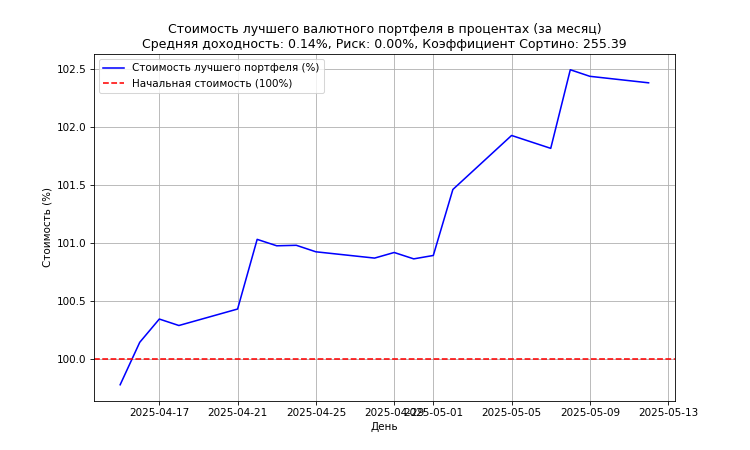 Стоимость лучшего валютного портфеля в процентах (за месяц)
Средняя доходность: 0.14%, Риск: 0.00%, Коэффициент Сортино: 255.39
Стоимость лучшего портфеля (%)
Начальная стоимость (100%)
Стоимость (%)
102.5
102.0
101.5
101.0
100.5
100.0
2025-04-17 2025-04-21 2025-04-25 2025-04-29 2025-05-01 2025-05-05 2025-05-09 2025-05-13
День